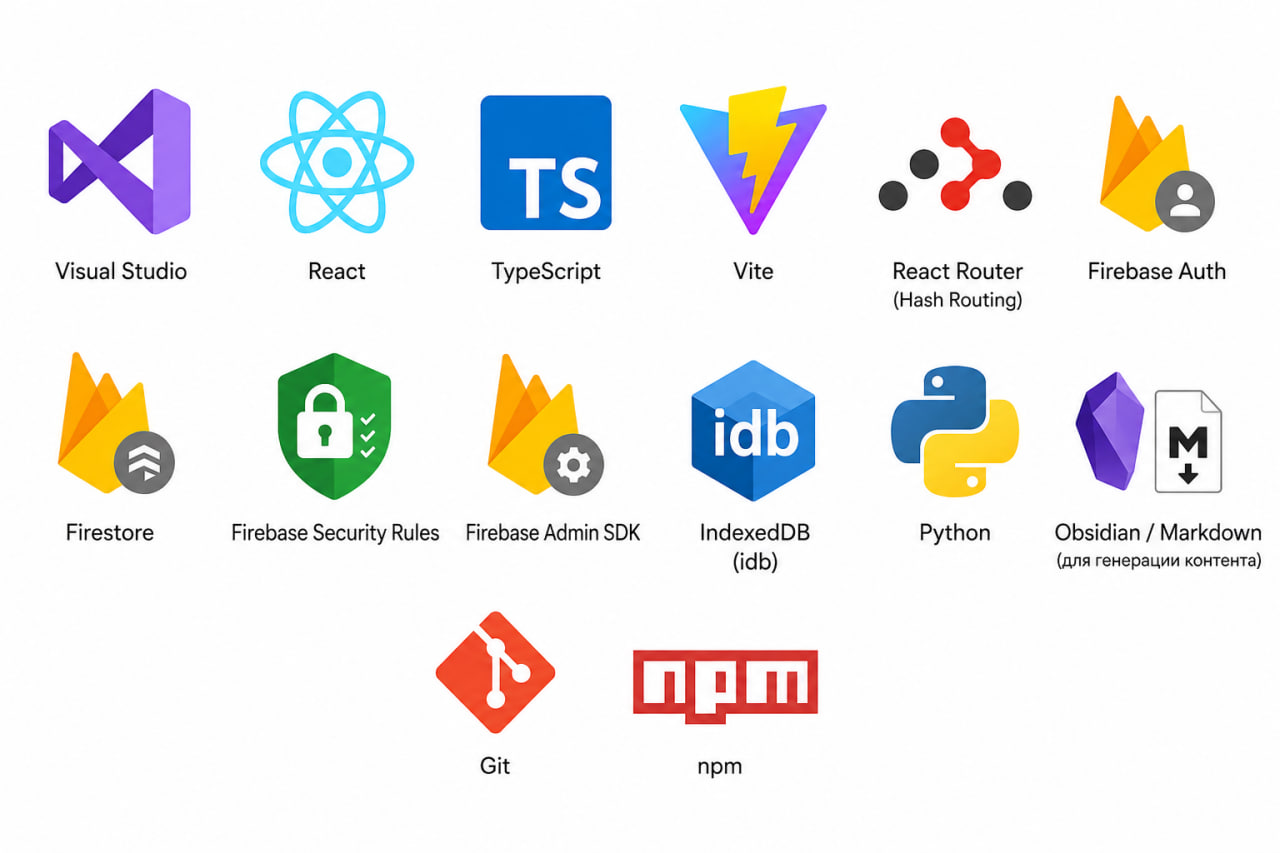 TS
Visual Studio
React
TypeScript
Vite
React Router
(Hash Routing)
Firebase Auth
idb
M
Firestore
Firebase Security Rules
Firebase Admin SDK
IndexedDB
(idb)
Python
Obsidian / Markdown
(для генерации контента)
npm
Git
npm